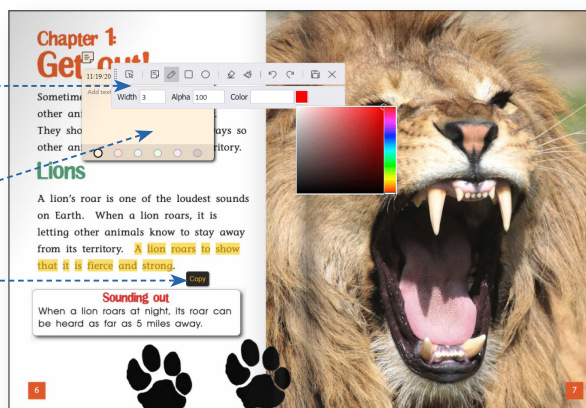 Chapter 1:
Get out!
11/19/20
Add text
Width 3 Alpha 100 Color
Sometime
other ani
They sho ays so
other an ritory.
Lions
A lion's roar is one of the loudest sounds
on Earth. When a lion roars, it is
letting other animals know to stay away
from its territory. A lion roars to show
that it is fierce and strong.
Copy
Sounding out
When a lion roars at night, its roar can
be heard as far as 5 miles away.
6
7